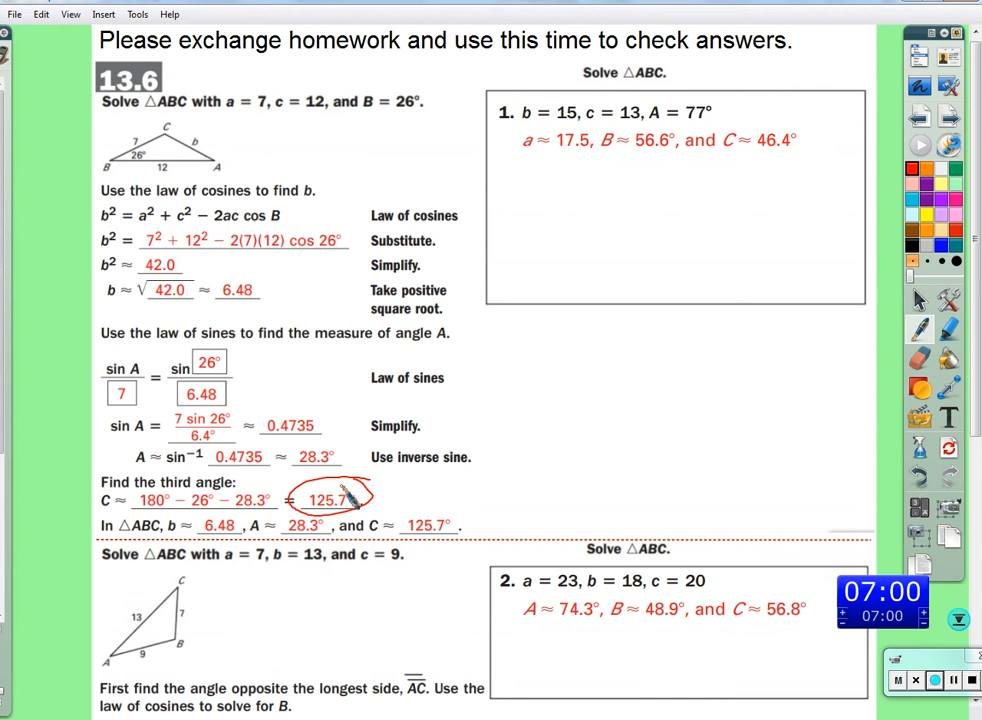 File Edit View Insert Tools Help
Please exchange homework and use this time to check answers.
13.6
Solve △ABC with a = 7, c = 12, and B = 26°.
C
7
b
26°
B
12
A
Use the law of cosines to find b.
b² = a² + c² − 2ac cos B Law of cosines
b² = 7² + 12² − 2(7)(12) cos 26° Substitute.
b² ≈ 42.0 Simplify.
b ≈ √42.0 ≈ 6.48 Take positive
square root.
Use the law of sines to find the measure of angle A.
sin A / 7 = sin 26° / 6.48 Law of sines
sin A = 7 sin 26° / 6.4° ≈ 0.4735 Simplify.
A ≈ sin⁻¹ 0.4735 ≈ 28.3° Use inverse sine.
Find the third angle:
C ≈ 180° − 26° − 28.3° = 125.7
In △ABC, b ≈ 6.48, A ≈ 28.3°, and C ≈ 125.7°.
Solve △ABC with a = 7, b = 13, and c = 9.
C
13
7
B
9
A
First find the angle opposite the longest side, AC. Use the
law of cosines to solve for B.
Solve △ABC.
1. b = 15, c = 13, A = 77°
a ≈ 17.5, B ≈ 56.6°, and C ≈ 46.4°
Solve △ABC.
2. a = 23, b = 18, c = 20
A ≈ 74.3°, B ≈ 48.9°, and C ≈ 56.8°
T
07:00
07:00
M